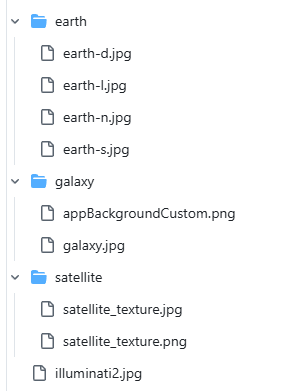 earth
earth-d.jpg
earth-l.jpg
earth-n.jpg
earth-s.jpg
galaxy
appBackgroundCustom.png
galaxy.jpg
satellite
satellite_texture.jpg
satellite_texture.png
illuminati2.jpg